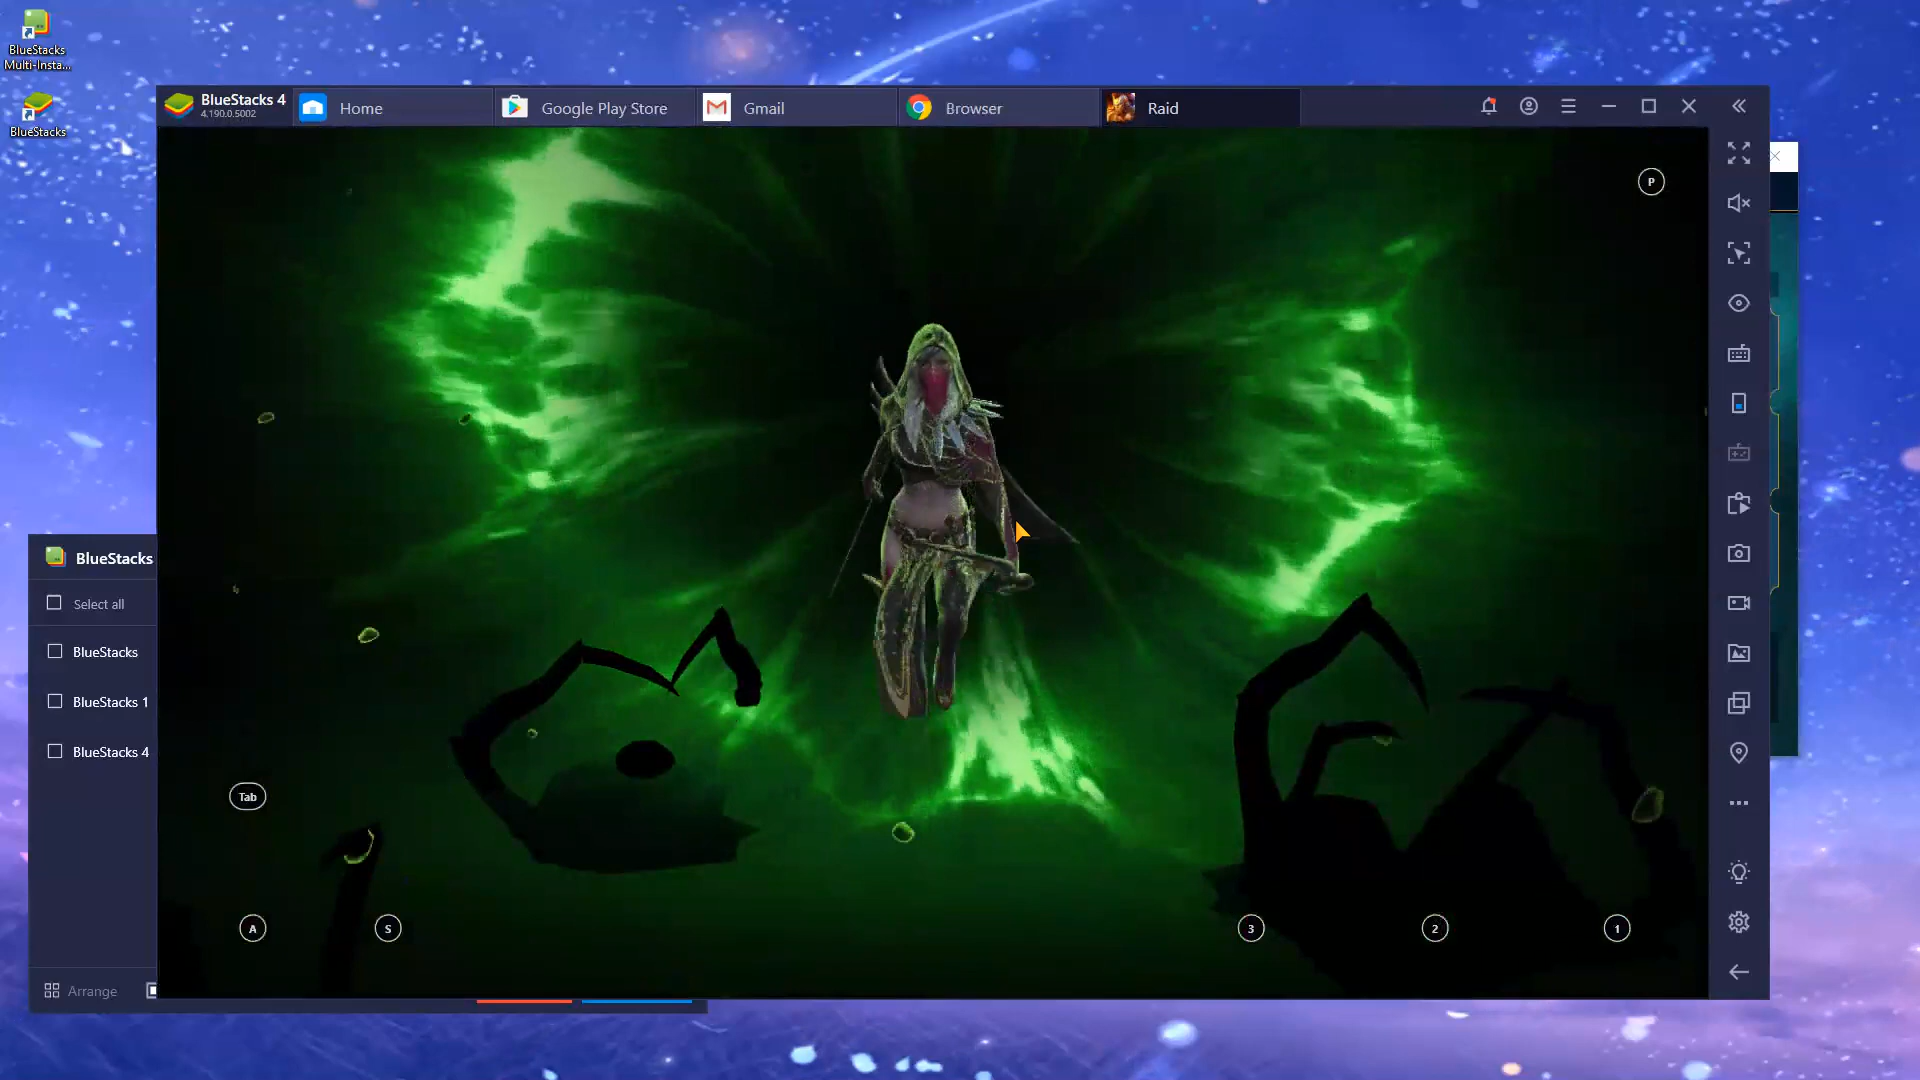 BlueStacks
Multi-Insta...
BlueStacks
BlueStacks 4
4.190.0.5002
Home
Google Play Store
Gmail
Browser
Raid
P
BlueStacks
Select all
BlueStacks
BlueStacks 1
BlueStacks 4
Tab
A
S
3
2
1
Arrange